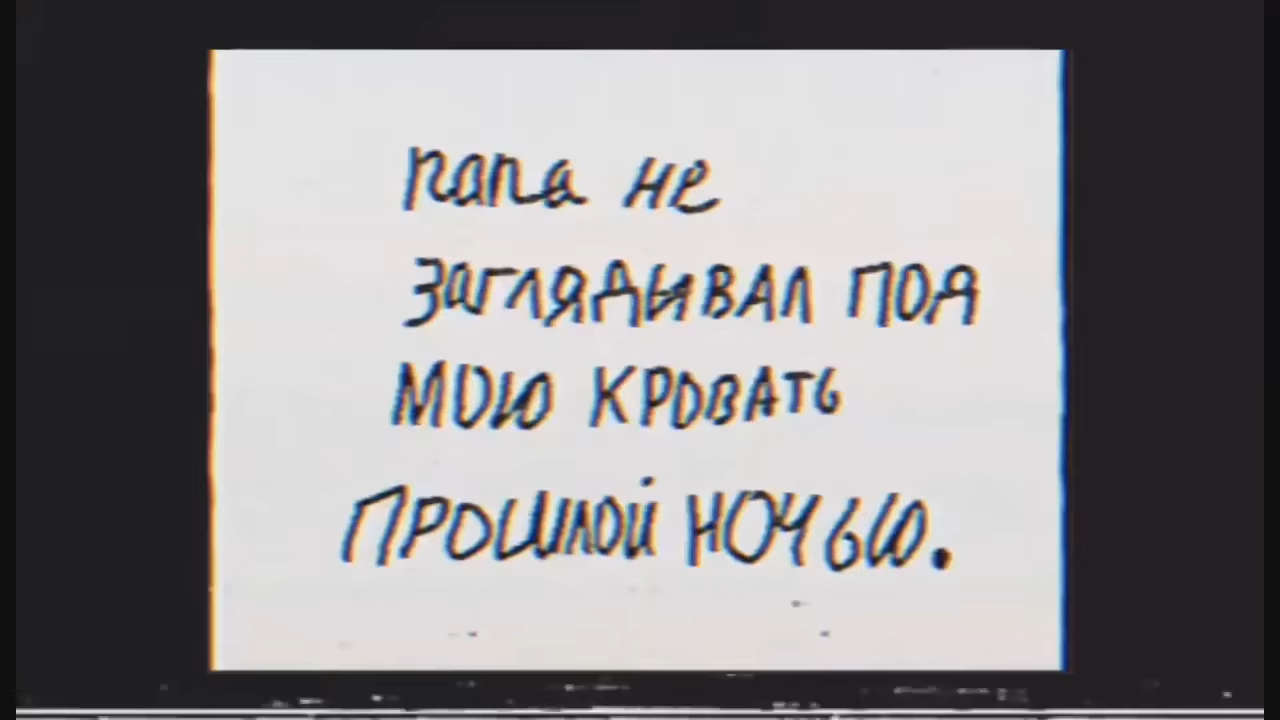 папа не
заглядывал под
мою кровать
прошлой ночью.